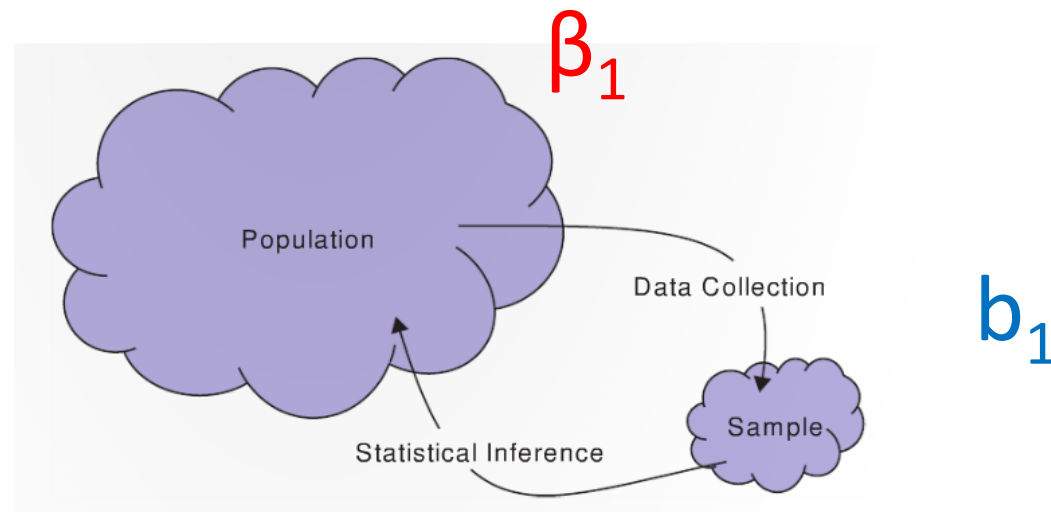 β₁
Population
Data Collection
b₁
Sample
Statistical Inference